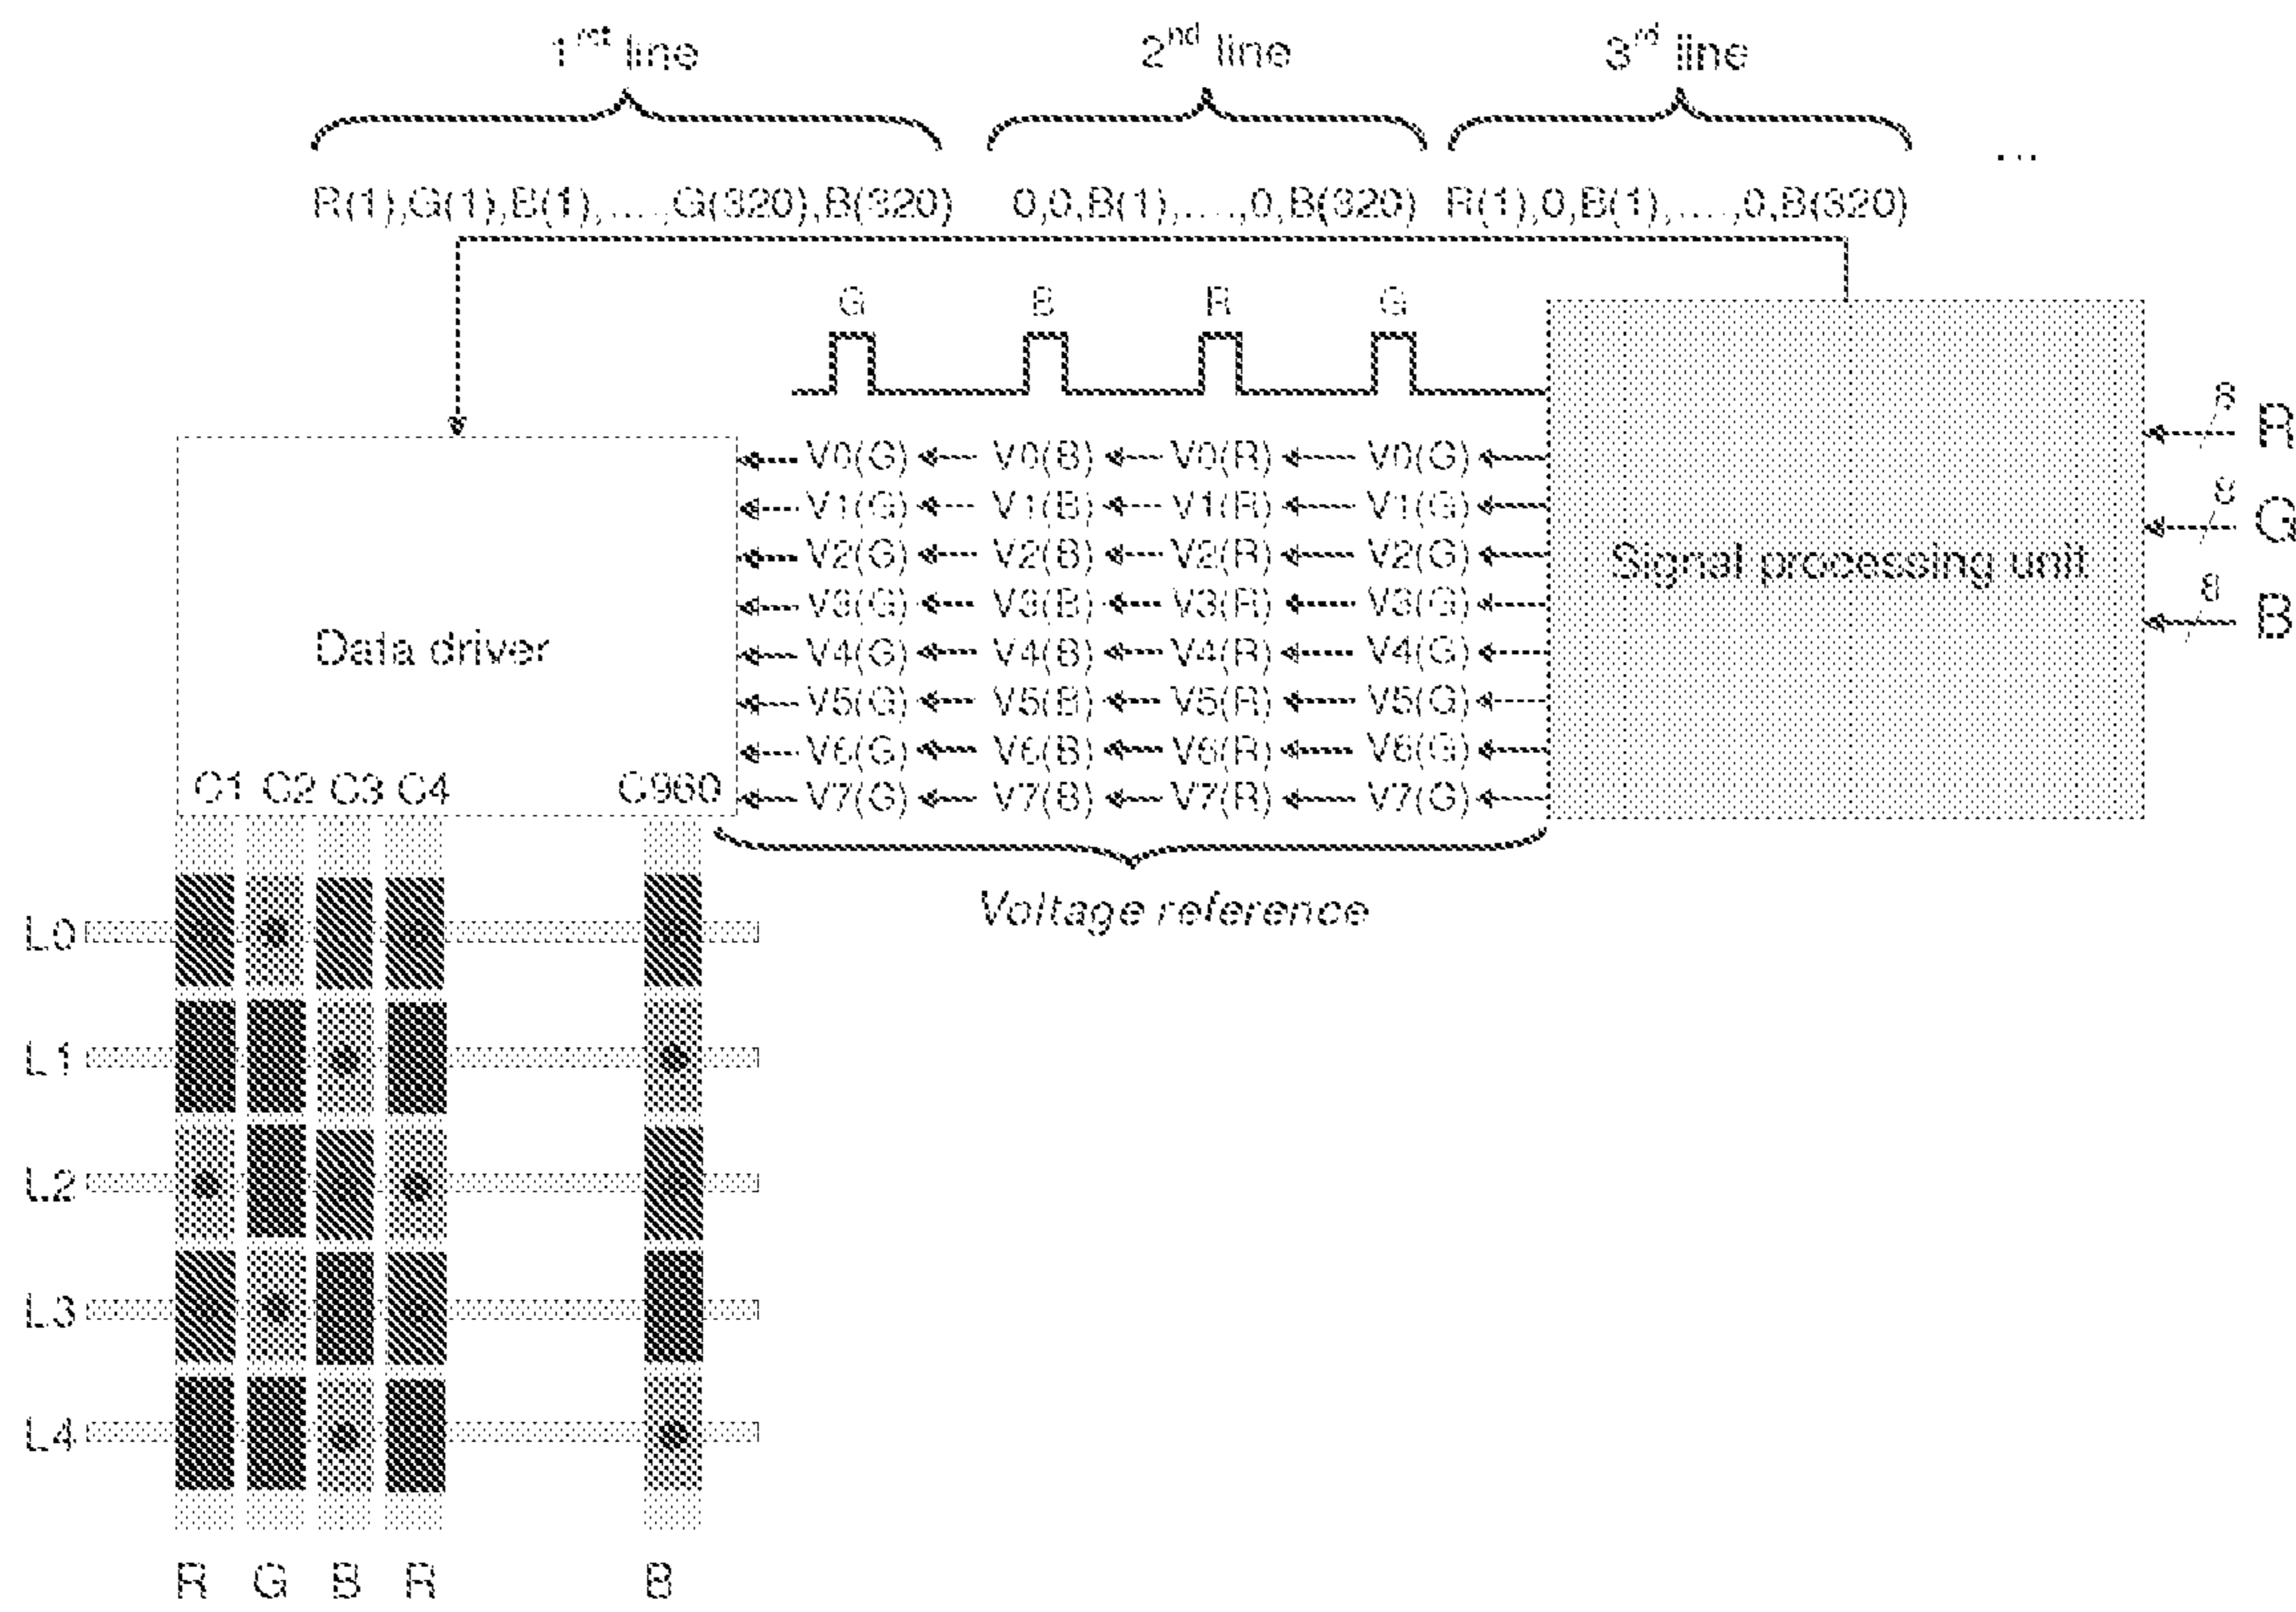 1rst line 2nd line 3rd line
R(1),G(1),B(1),....,G(320),B(320) 0,0,B(1),....,0,B(320) R(1),0,B(1),....,0,B(320)
...
G B R G
8 R
V0(G) V0(B) V0(R) V0(G)
V1(G) V1(B) V1(R) V1(G)
8 G
V2(G) V2(B) V2(R) V2(G)
Signal processing unit
V3(G) V3(B) V3(R) V3(G)
8 B
Data driver
V4(G) V4(B) V4(R) V4(G)
V5(G) V5(B) V5(R) V5(G)
V6(G) V6(B) V6(R) V6(G)
C1 C2 C3 C4 C960
V7(G) V7(B) V7(R) V7(G)
Voltage reference
L0
L1
L2
L3
L4
R G B R B